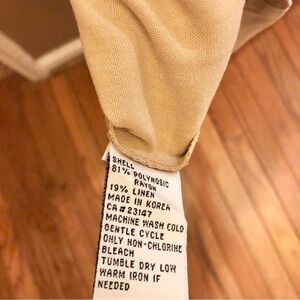 SHELL
81% POLYNOSIC
RAYON
19% LINEN
MADE IN KOREA
CA # 23147
MACHINE WASH COLD
GENTLE CYCLE
ONLY NON-CHLORINE
BLEACH
TUMBLE DRY LOW
WARM IRON IF
NEEDED